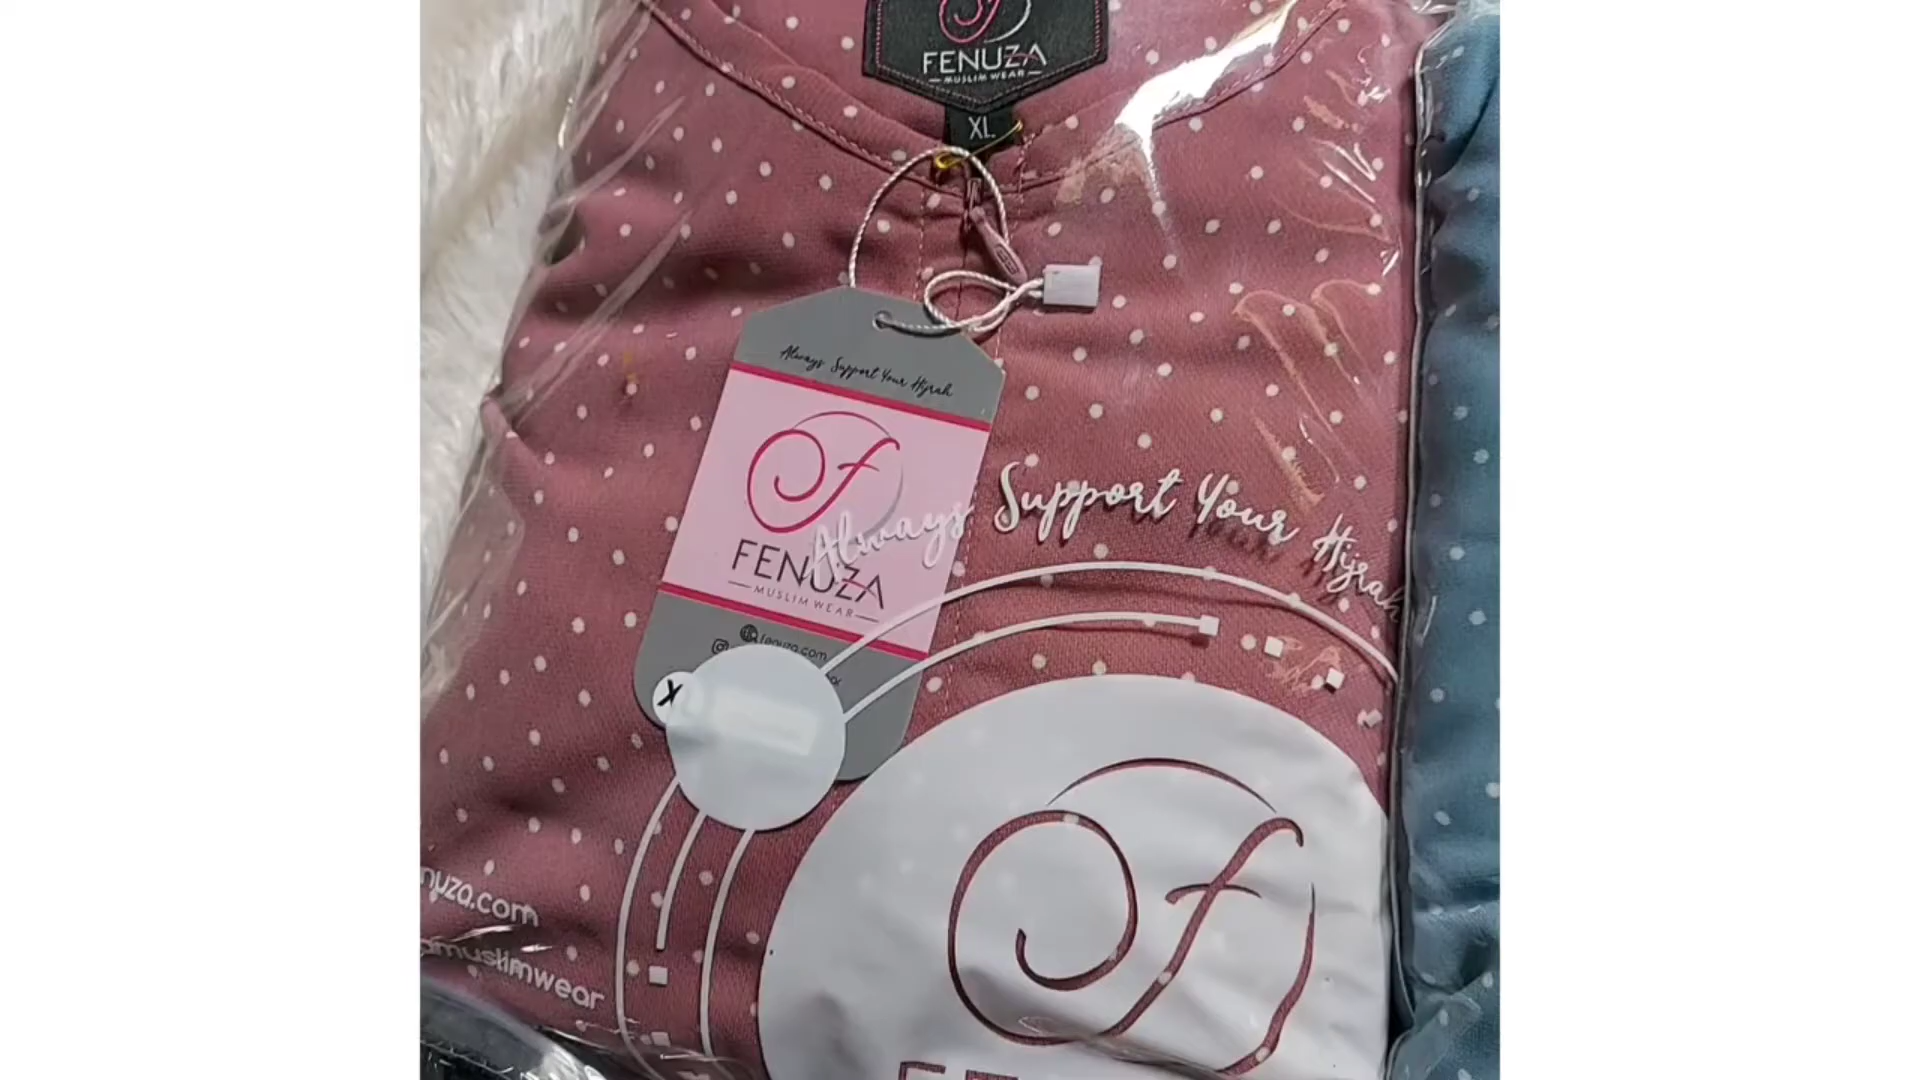 FENUZA
MUSLIM WEAR
XL
Always Support Your Hijrah
FENUZA
MUSLIM WEAR
fenuza.com
X
Always Support Your Hijrah
nuza.com
amuslimwear